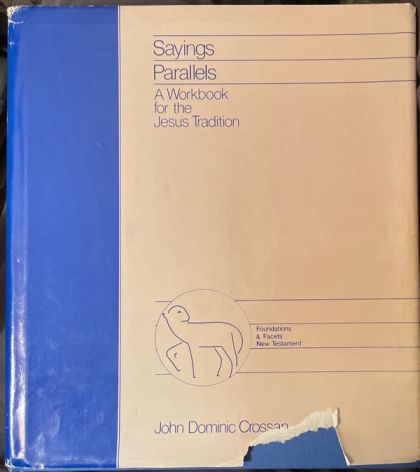 Sayings
Parallels
A Workbook
for the
Jesus Tradition
Foundations
& Facets:
New Testament
John Dominic Crossan